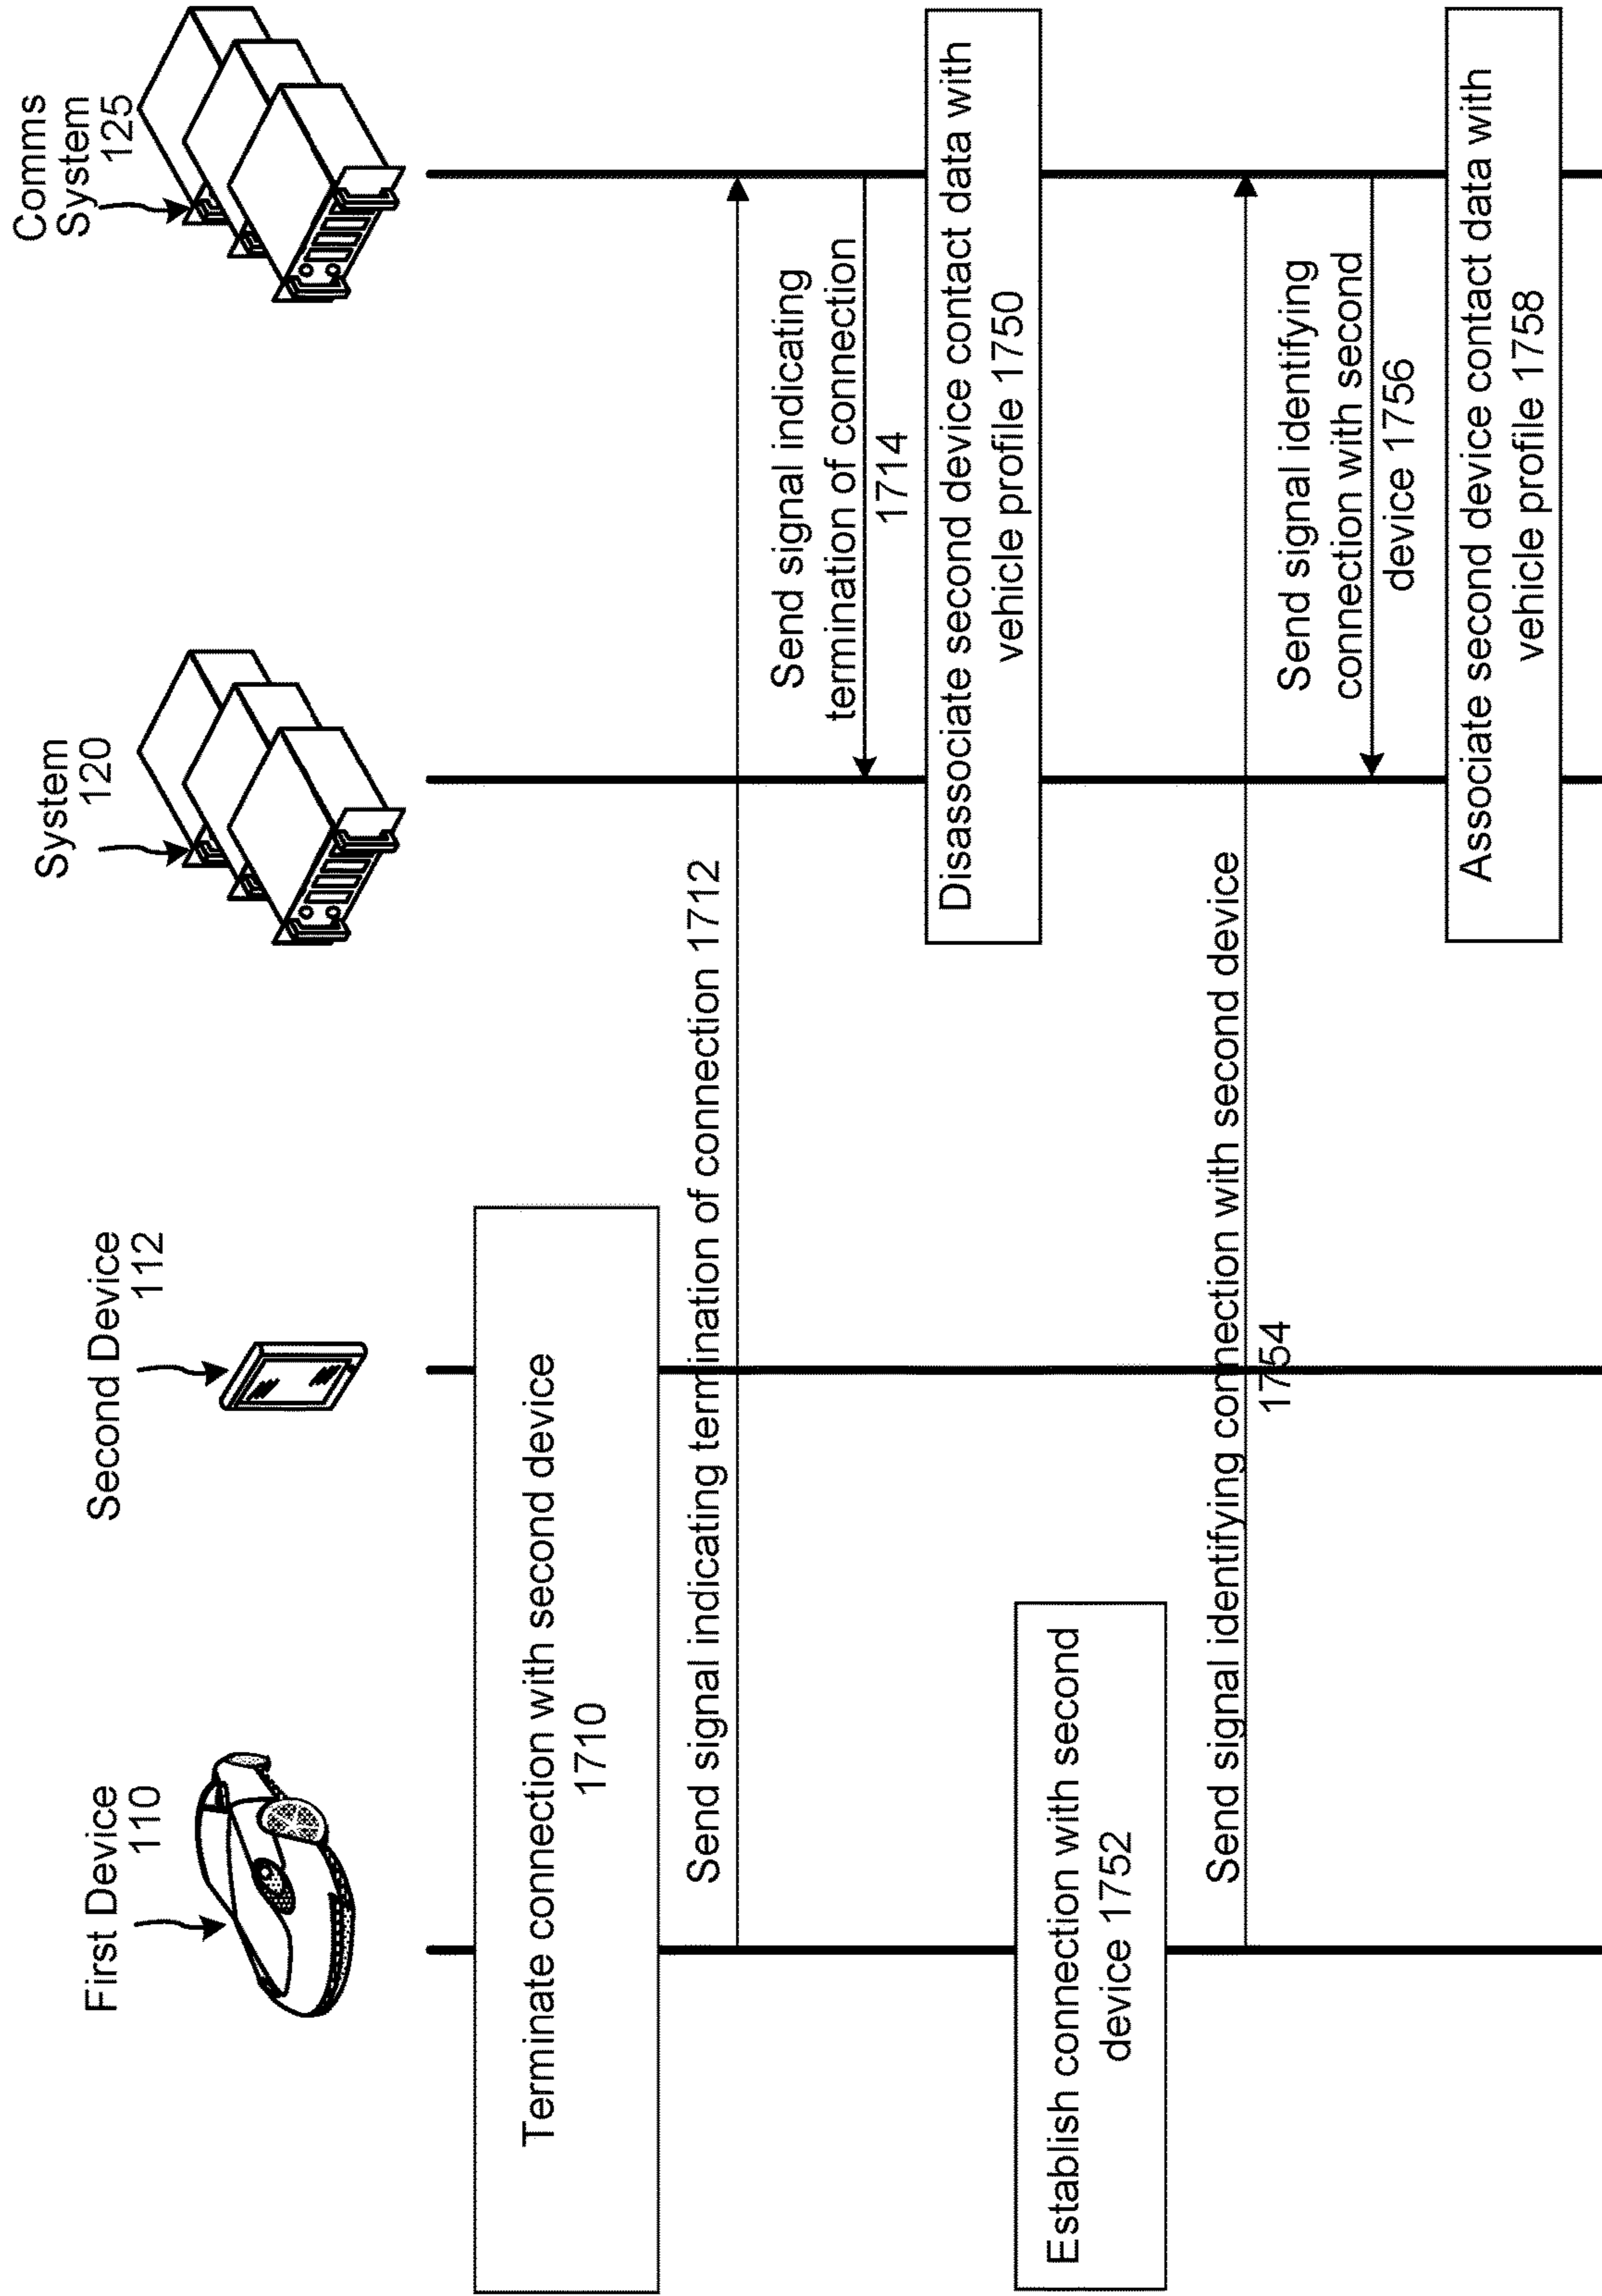 First Device
110
Second Device
112
System
120
Comms
System
125
Terminate connection with second device
1710
Send signal indicating termination of connection 1712
Send signal indicating
termination of connection
1714
Disassociate second device contact data with
vehicle profile 1750
Establish connection with second
device 1752
Send signal identifying connection with second device
1754
Send signal identifying
connection with second
device 1756
Associate second device contact data with
vehicle profile 1758